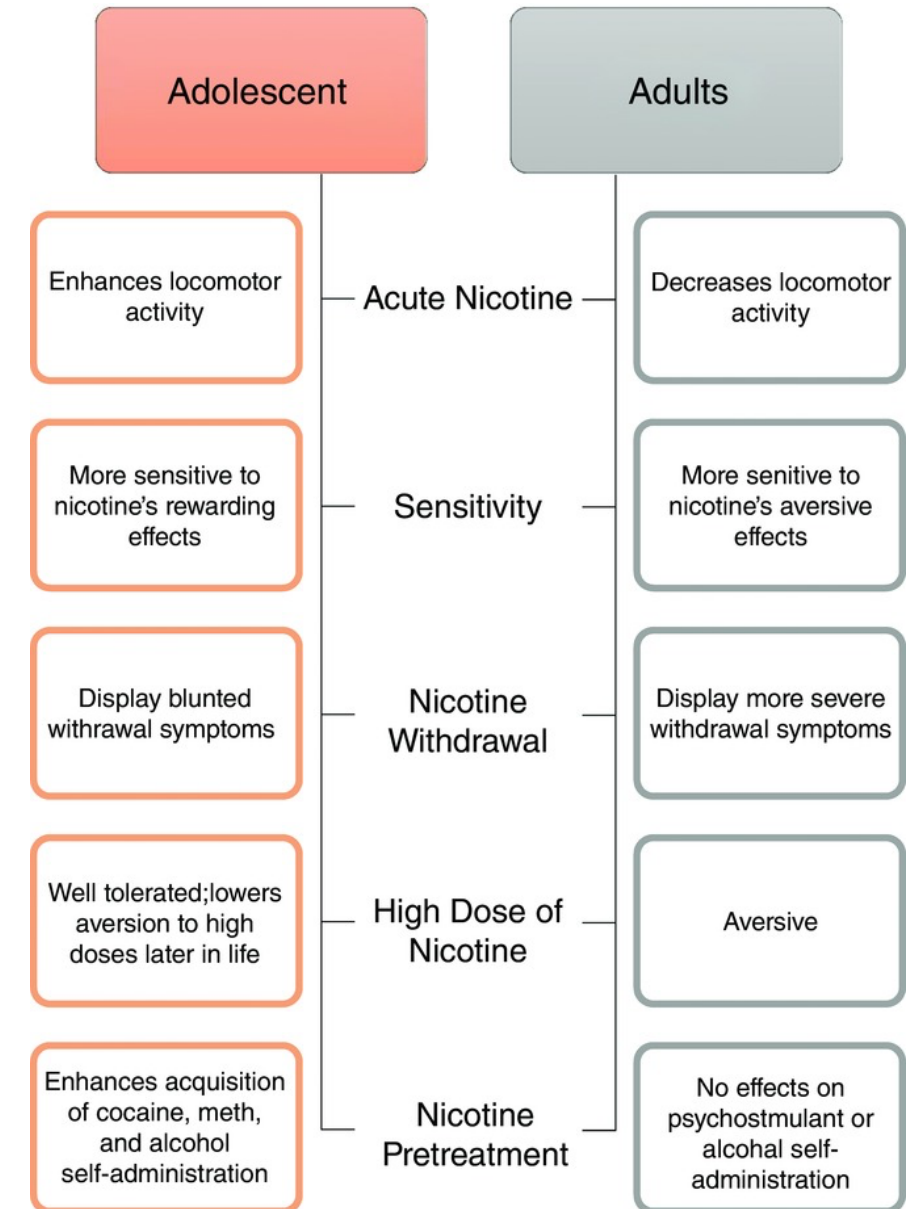 Adolescent
Adults
Enhances locomotor
activity
Acute Nicotine
Decreases locomotor
activity
More sensitive to
nicotine's rewarding
effects
Sensitivity
More senitive to
nicotine's aversive
effects
Display blunted
withrawal symptoms
Nicotine
Withdrawal
Display more severe
withdrawal symptoms
Well tolerated;lowers
aversion to high
doses later in life
High Dose of
Nicotine
Aversive
Enhances acquisition
of cocaine, meth,
and alcohol
self-administration
Nicotine
Pretreatment
No effects on
psychostmulant or
alcohal self-
administration